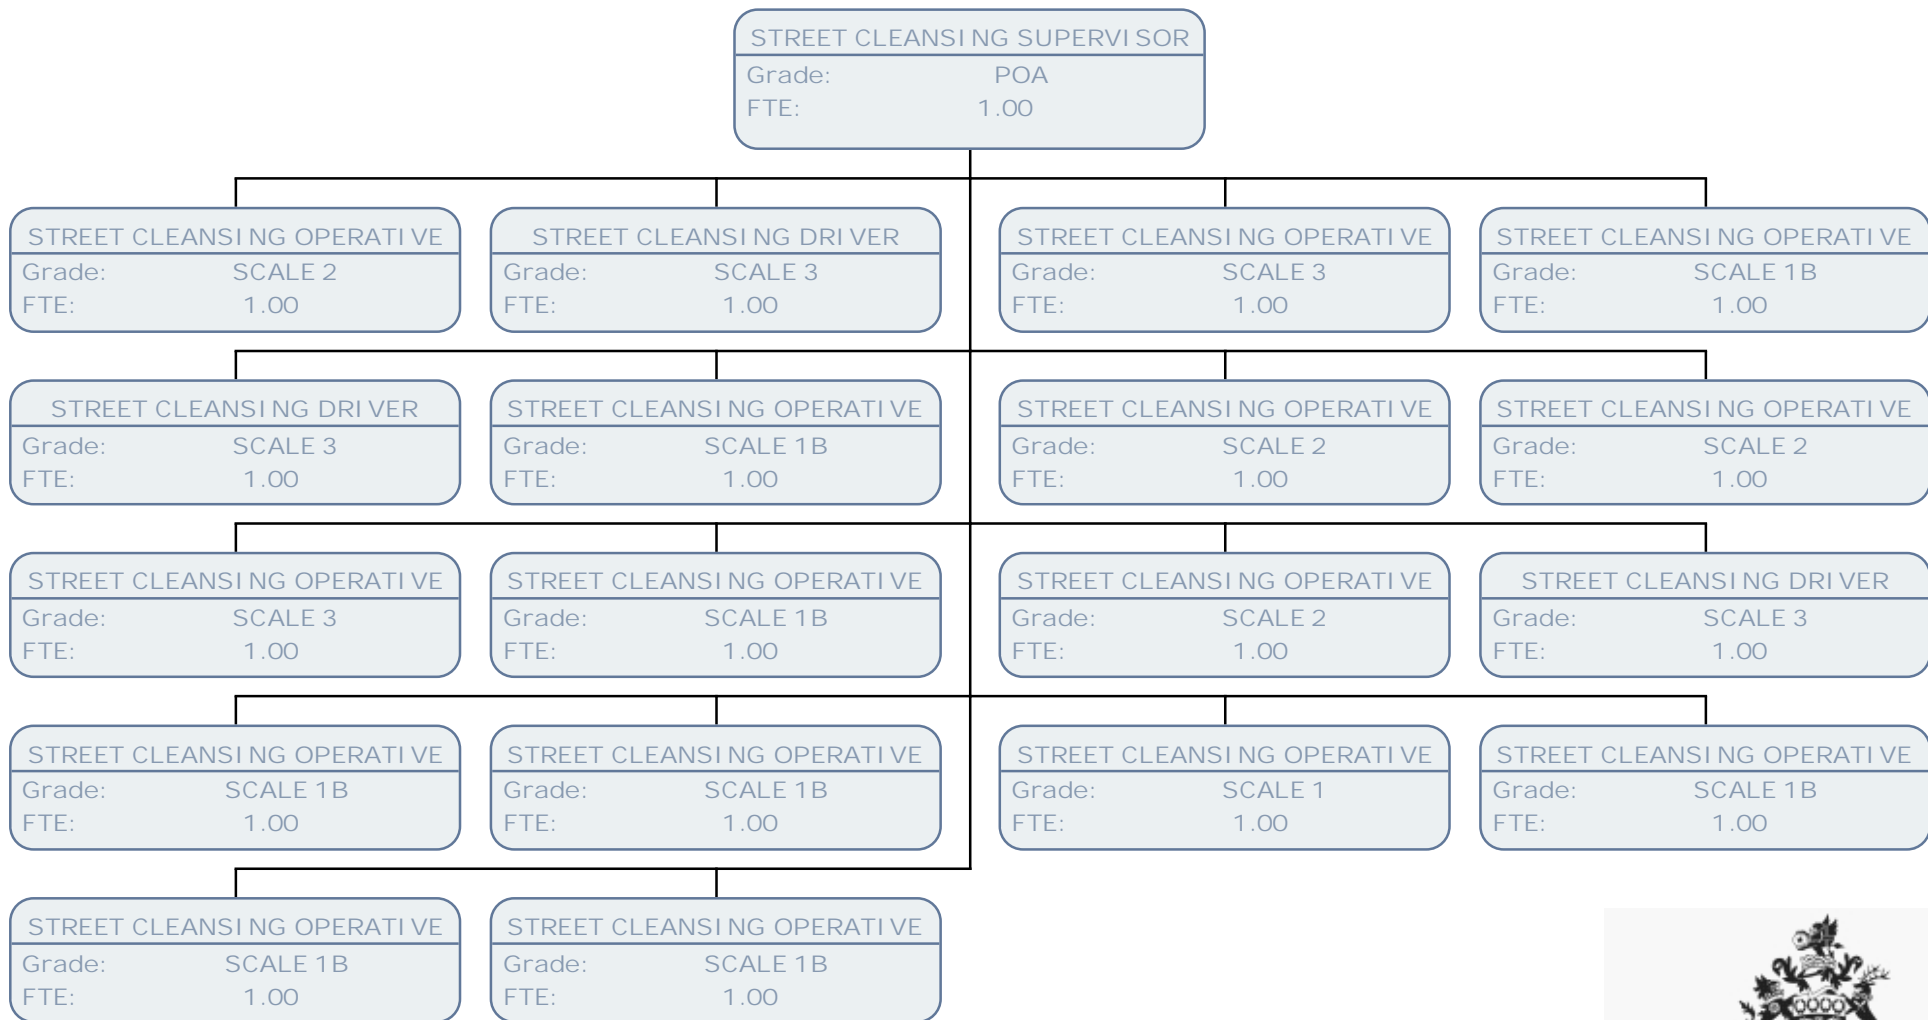 STREET CLEANSING SUPERVISOR
Grade: POA
FTE: 1.00
STREET CLEANSING OPERATIVE
Grade: SCALE 2
FTE: 1.00
STREET CLEANSING DRIVER
Grade: SCALE 3
FTE: 1.00
STREET CLEANSING OPERATIVE
Grade: SCALE 3
FTE: 1.00
STREET CLEANSING OPERATIVE
Grade: SCALE 1B
FTE: 1.00
STREET CLEANSING DRIVER
Grade: SCALE 3
FTE: 1.00
STREET CLEANSING OPERATIVE
Grade: SCALE 1B
FTE: 1.00
STREET CLEANSING OPERATIVE
Grade: SCALE 2
FTE: 1.00
STREET CLEANSING OPERATIVE
Grade: SCALE 2
FTE: 1.00
STREET CLEANSING OPERATIVE
Grade: SCALE 3
FTE: 1.00
STREET CLEANSING OPERATIVE
Grade: SCALE 1B
FTE: 1.00
STREET CLEANSING OPERATIVE
Grade: SCALE 2
FTE: 1.00
STREET CLEANSING DRIVER
Grade: SCALE 3
FTE: 1.00
STREET CLEANSING OPERATIVE
Grade: SCALE 1B
FTE: 1.00
STREET CLEANSING OPERATIVE
Grade: SCALE 1B
FTE: 1.00
STREET CLEANSING OPERATIVE
Grade: SCALE 1
FTE: 1.00
STREET CLEANSING OPERATIVE
Grade: SCALE 1B
FTE: 1.00
STREET CLEANSING OPERATIVE
Grade: SCALE 1B
FTE: 1.00
STREET CLEANSING OPERATIVE
Grade: SCALE 1B
FTE: 1.00